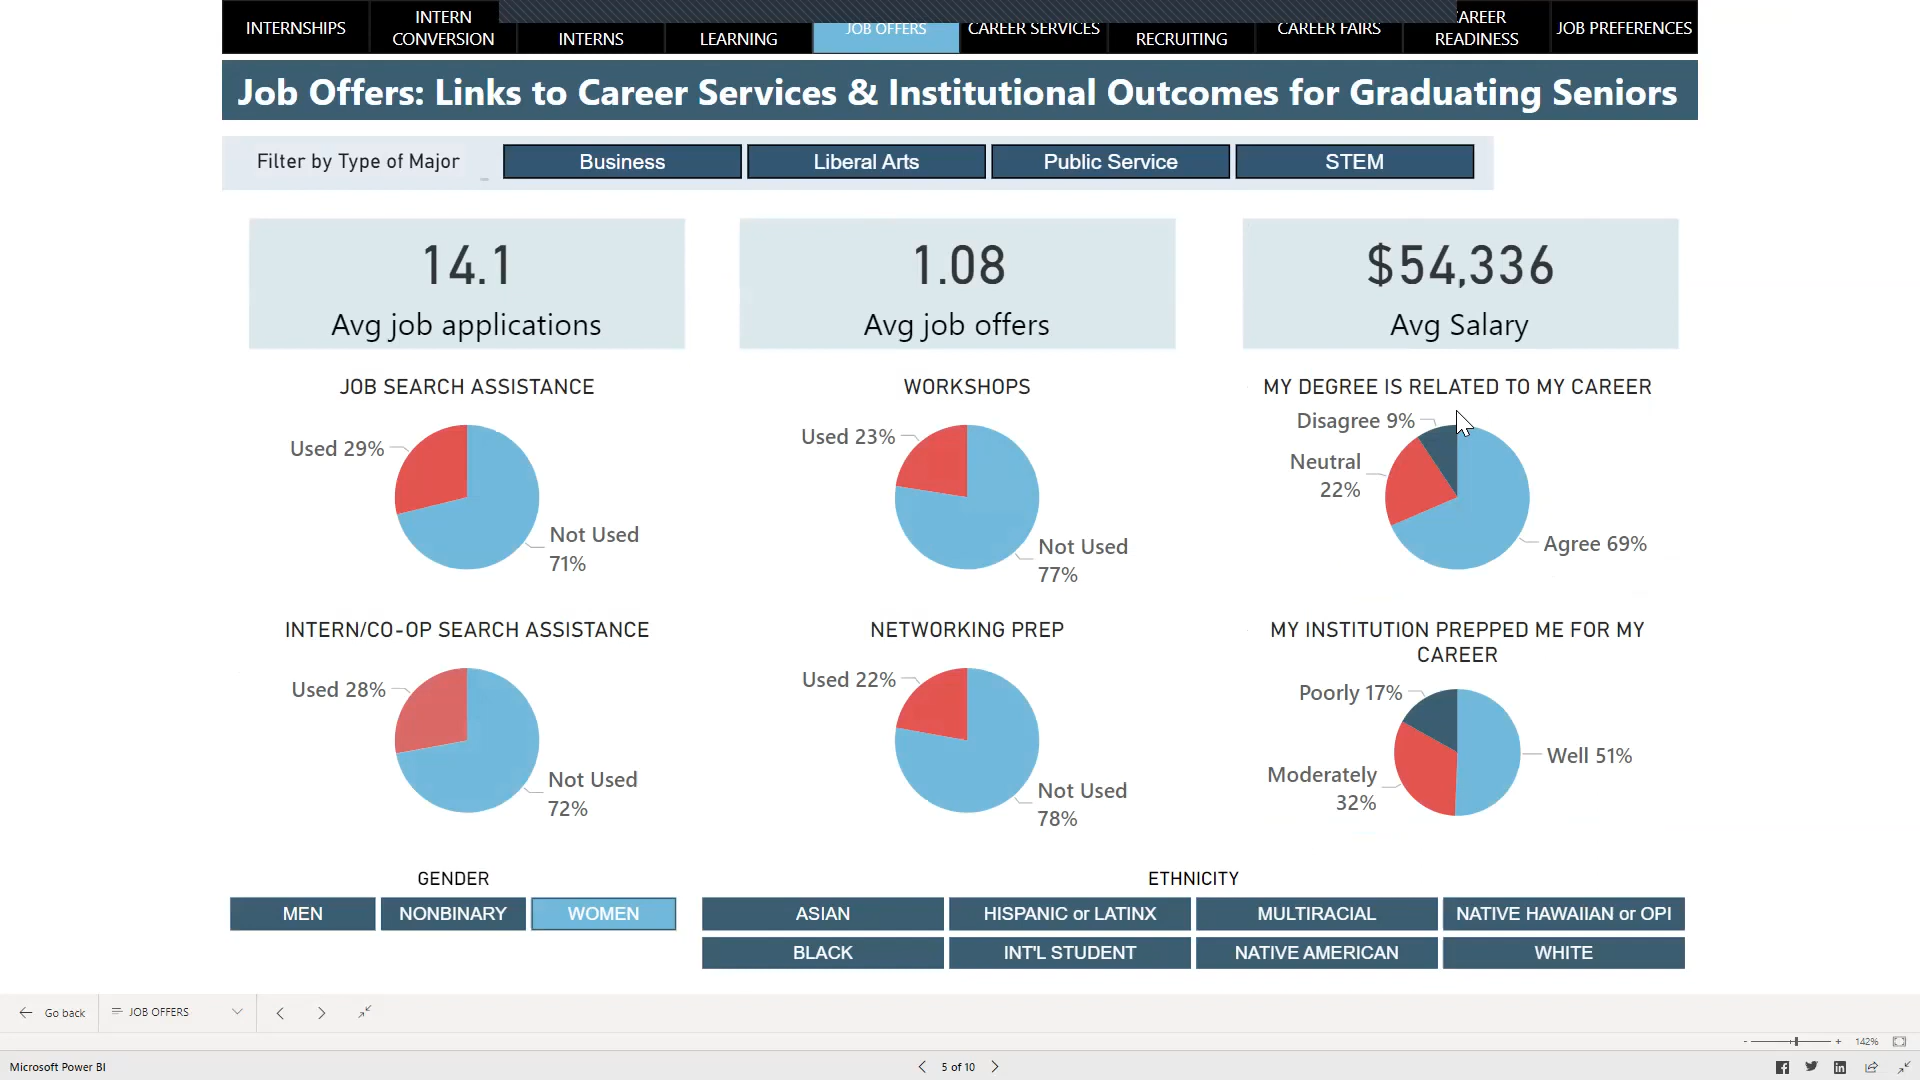 INTERNSHIPS
INTERN
CONVERSION
INTERNS
LEARNING
JOB OFFERS
CAREER SERVICES
RECRUITING
CAREER FAIRS
AREER
READINESS
JOB PREFERENCES
Job Offers: Links to Career Services & Institutional Outcomes for Graduating Seniors
Filter by Type of Major
Business
Liberal Arts
Public Service
STEM
14.1
Avg job applications
1.08
Avg job offers
$54,336
Avg Salary
JOB SEARCH ASSISTANCE
Used 29%
Not Used
71%
WORKSHOPS
Used 23%
Not Used
77%
MY DEGREE IS RELATED TO MY CAREER
Disagree 9%
Neutral
22%
Agree 69%
INTERN/CO-OP SEARCH ASSISTANCE
Used 28%
Not Used
72%
NETWORKING PREP
Used 22%
Not Used
78%
MY INSTITUTION PREPPED ME FOR MY
CAREER
Poorly 17%
Well 51%
Moderately
32%
GENDER
MEN
NONBINARY
WOMEN
ETHNICITY
ASIAN
HISPANIC or LATINX
MULTIRACIAL
NATIVE HAWAIIAN or OPI
BLACK
INT'L STUDENT
NATIVE AMERICAN
WHITE
Go back
JOB OFFERS
- + 142%
Microsoft Power BI
5 of 10